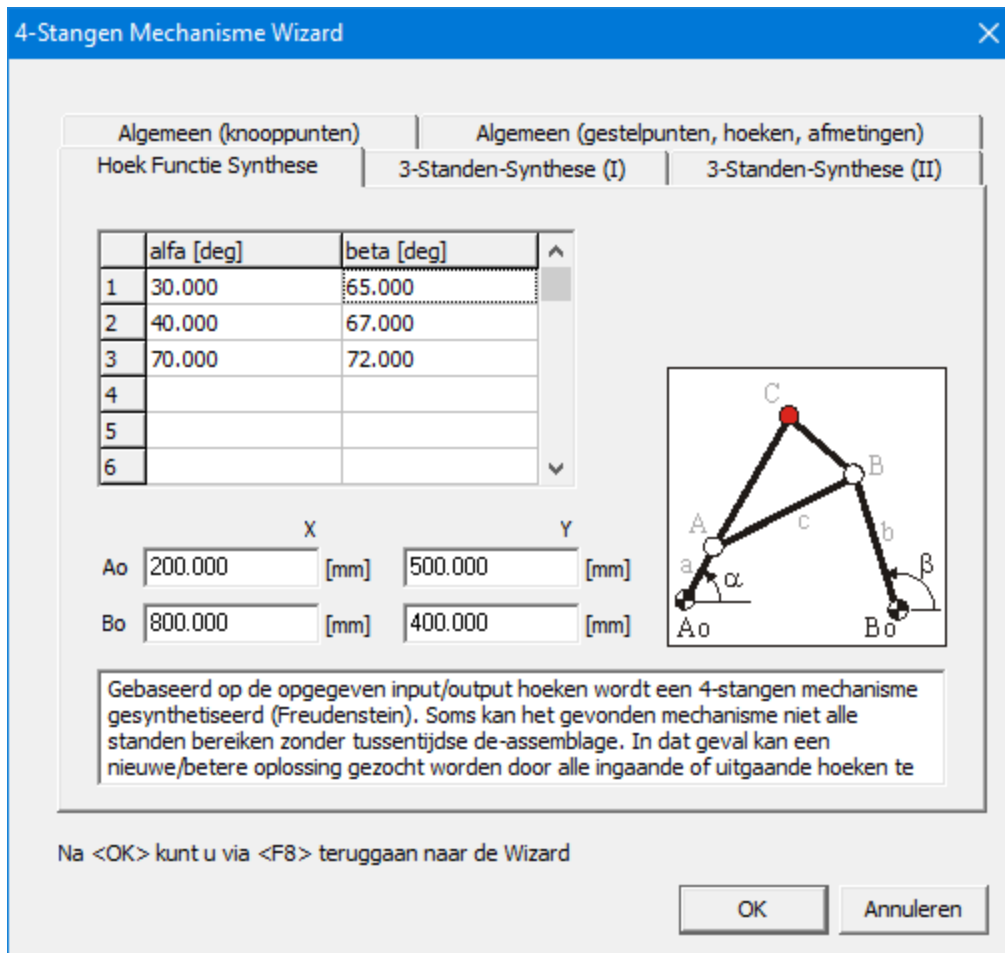 4-Stangen Mechanisme Wizard
Algemeen (knooppunten) Algemeen (gestelpunten, hoeken, afmetingen)
Hoek Functie Synthese 3-Standen-Synthese (I) 3-Standen-Synthese (II)
alfa [deg] beta [deg]
1 30.000 65.000
2 40.000 67.000
3 70.000 72.000
4
5
6
X Y
Ao 200.000 [mm] 500.000 [mm]
Bo 800.000 [mm] 400.000 [mm]
C
B
A
c
b
a
α
β
Ao Bo
Gebaseerd op de opgegeven input/output hoeken wordt een 4-stangen mechanisme
gesynthetiseerd (Freudenstein). Soms kan het gevonden mechanisme niet alle
standen bereiken zonder tussentijdse de-assemblage. In dat geval kan een
nieuwe/betere oplossing gezocht worden door alle ingaande of uitgaande hoeken te
Na <OK> kunt u via <F8> teruggaan naar de Wizard
OK Annuleren